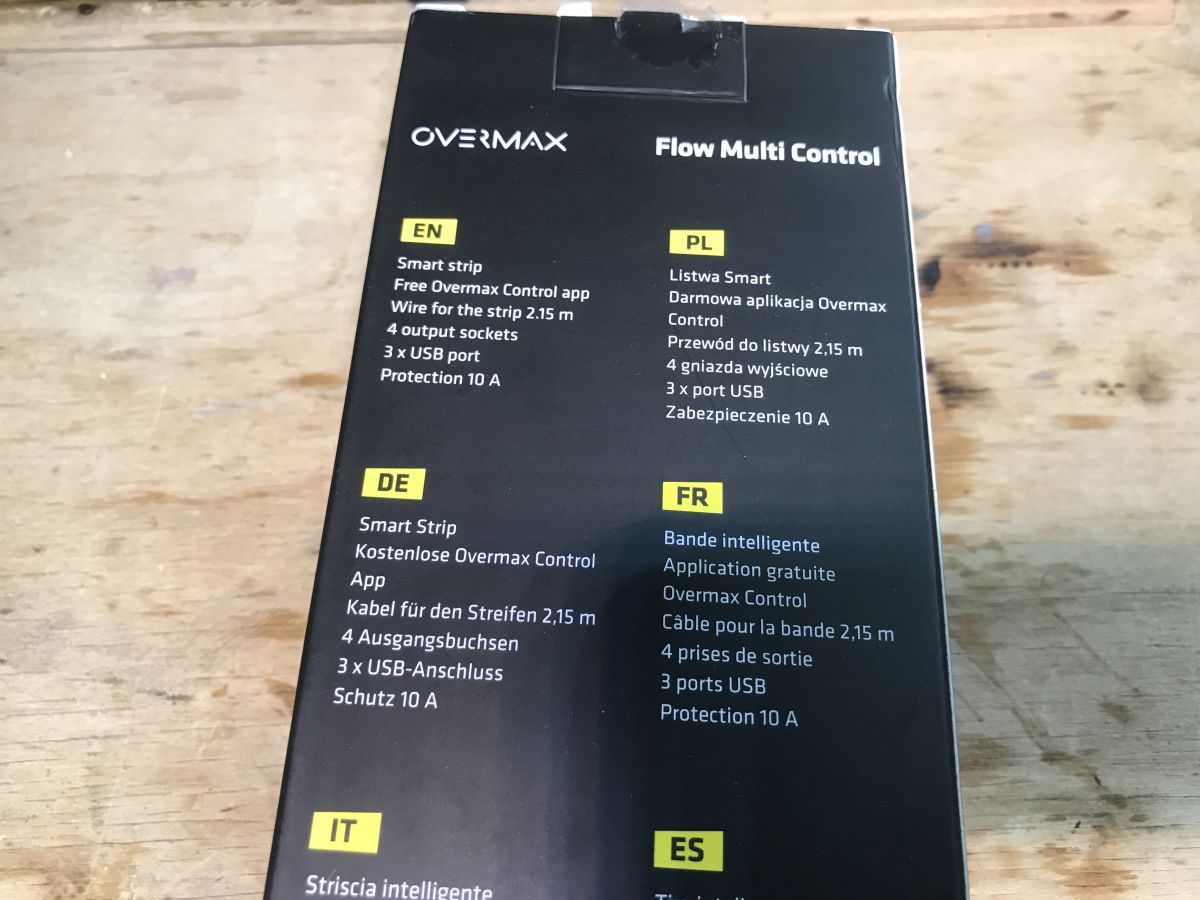 OVERMAX
Flow Multi Control
EN
Smart strip
Free Overmax Control app
Wire for the strip 2.15 m
4 output sockets
3 x USB port
Protection 10 A
PL
Listwa Smart
Darmowa aplikacja Overmax
Control
Przewód do listwy 2,15 m
4 gniazda wyjściowe
3 x port USB
Zabezpieczenie 10 A
DE
Smart Strip
Kostenlose Overmax Control
App
Kabel für den Streifen 2,15 m
4 Ausgangsbuchsen
3 x USB-Anschluss
Schutz 10 A
FR
Bande intelligente
Application gratuite
Overmax Control
Câble pour la bande 2,15 m
4 prises de sortie
3 ports USB
Protection 10 A
IT
Striscia intelligente
ES